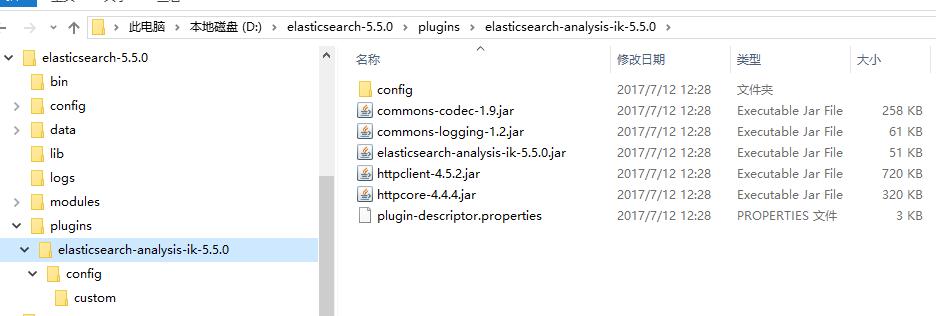 此电脑 › 本地磁盘 (D:) › elasticsearch-5.5.0 › plugins › elasticsearch-analysis-ik-5.5.0 ›
elasticsearch-5.5.0
bin
config
data
lib
logs
modules
plugins
elasticsearch-analysis-ik-5.5.0
config
custom
名称 修改日期 类型 大小
config 2017/7/12 12:28 文件夹
commons-codec-1.9.jar 2017/7/12 12:28 Executable Jar File 258 KB
commons-logging-1.2.jar 2017/7/12 12:28 Executable Jar File 61 KB
elasticsearch-analysis-ik-5.5.0.jar 2017/7/12 12:28 Executable Jar File 51 KB
httpclient-4.5.2.jar 2017/7/12 12:28 Executable Jar File 720 KB
httpcore-4.4.4.jar 2017/7/12 12:28 Executable Jar File 320 KB
plugin-descriptor.properties 2017/7/12 12:28 PROPERTIES 文件 3 KB